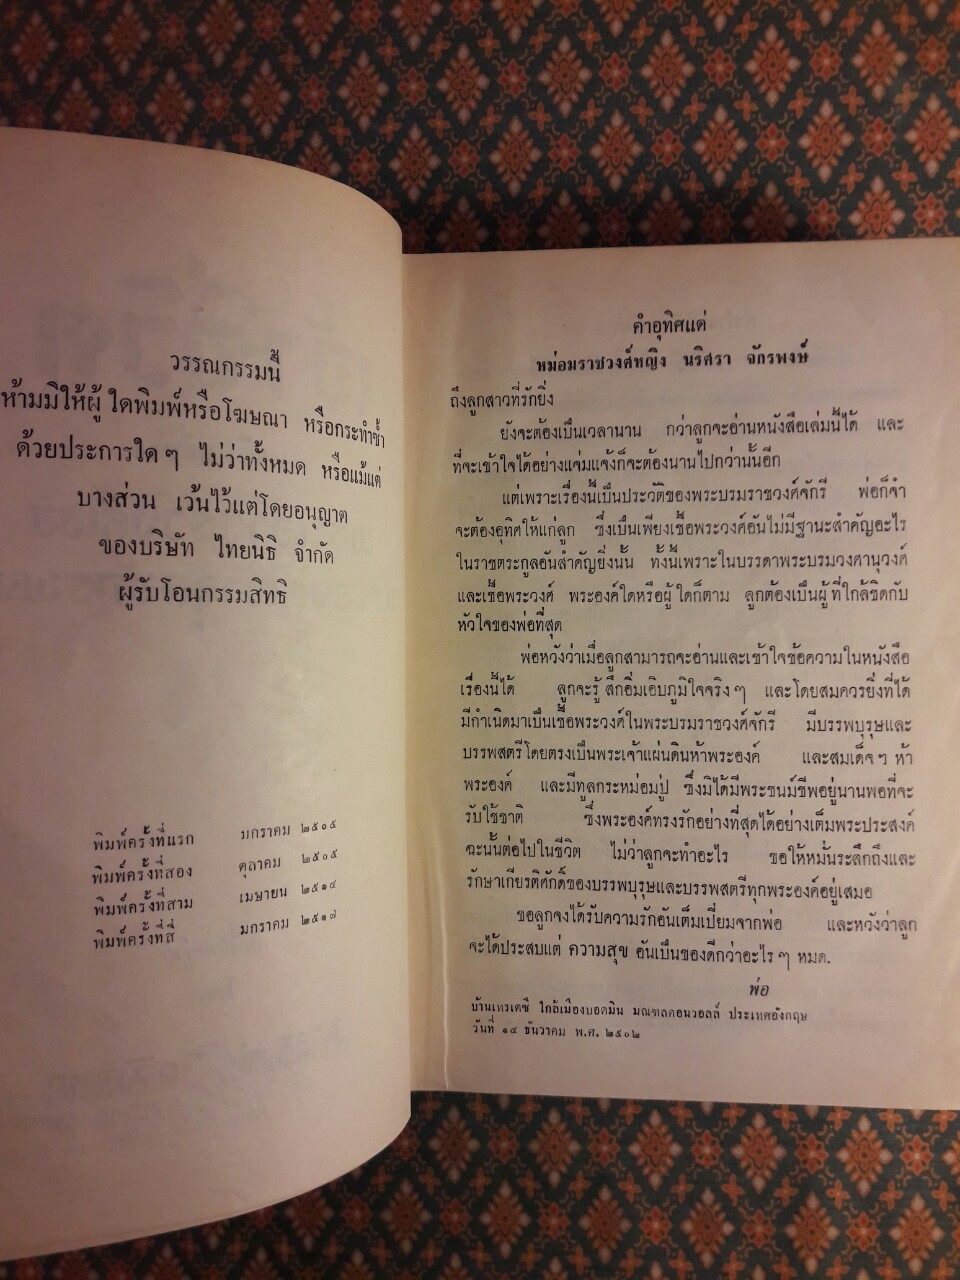 วรรณกรรมนี้
ห้ามมิให้ผู้ใดพิมพ์หรือโฆษณา หรือกระทำซ้ำ
ด้วยประการใด ๆ ไม่ว่าทั้งหมด หรือแม้แต่
บางส่วน เว้นไว้แต่โดยอนุญาต
ของบริษัท ไทยนิธิ จำกัด
ผู้รับโอนกรรมสิทธิ
พิมพ์ครั้งที่แรก มกราคม ๒๕๐๕
พิมพ์ครั้งที่สอง ตุลาคม ๒๕๐๕
พิมพ์ครั้งที่สาม เมษายน ๒๕๑๔
พิมพ์ครั้งที่สี่ มกราคม ๒๕๑๗
คำอุทิศแด่
หม่อมราชวงศ์หญิง นริศรา จักรพงษ์
ถึงลูกสาวที่รักยิ่ง
ยังจะต้องเป็นเวลานาน กว่าลูกจะอ่านหนังสือเล่มนี้ได้ และ
ที่จะเข้าใจได้อย่างแจ่มแจ้งก็จะต้องนานไปกว่านั้นอีก
แต่เพราะเรื่องนี้เป็นประวัติของพระบรมราชวงศ์จักรี พ่อก็จำ
จะต้องอุทิศให้แก่ลูก ซึ่งเป็นเพียงเชื้อพระวงศ์อันไม่มีฐานะสำคัญอะไร
ในราชตระกูลอันสำคัญยิ่งนั้น ทั้งนี้เพราะในบรรดาพระบรมวงศานุวงศ์
และเชื้อพระวงศ์ พระองค์ใดหรือผู้ใดก็ตาม ลูกต้องเป็นผู้ที่ใกล้ชิดกับ
หัวใจของพ่อที่สุด
พ่อหวังว่าเมื่อลูกสามารถจะอ่านและเข้าใจข้อความในหนังสือ
เรื่องนี้ได้ ลูกจะรู้สึกอิ่มเอิบภูมิใจจริง ๆ และโดยสมควรยิ่งที่ได้
มีกำเนิดมาเป็นเชื้อพระวงศ์ในพระบรมราชวงศ์จักรี มีบรรพบุรุษและ
บรรพสตรีโดยตรงเป็นพระเจ้าแผ่นดินห้าพระองค์ และสมเด็จ ๆ ห้า
พระองค์ และมีทูลกระหม่อมปู่ ซึ่งมิได้มีพระชนม์ชีพอยู่นานพอที่จะ
รับใช้ชาติ ซึ่งพระองค์ทรงรักอย่างที่สุดได้อย่างเต็มพระประสงค์
ฉะนั้นต่อไปในชีวิต ไม่ว่าลูกจะทำอะไร ขอให้หมั่นระลึกถึงและ
รักษาเกียรติศักดิ์ของบรรพบุรุษและบรรพสตรีทุกพระองค์อยู่เสมอ
ขอลูกจงได้รับความรักอันเต็มเปี่ยมจากพ่อ และหวังว่าลูก
จะได้ประสบแต่ ความสุข อันเป็นของดีกว่าอะไร ๆ หมด.
พ่อ
บ้านเทรเดซี ใกล้เมืองบอดมิน มณฑลคอนวอลล์ ประเทศอังกฤษ
วันที่ ๑๔ ธันวาคม พ.ศ. ๒๕๐๒